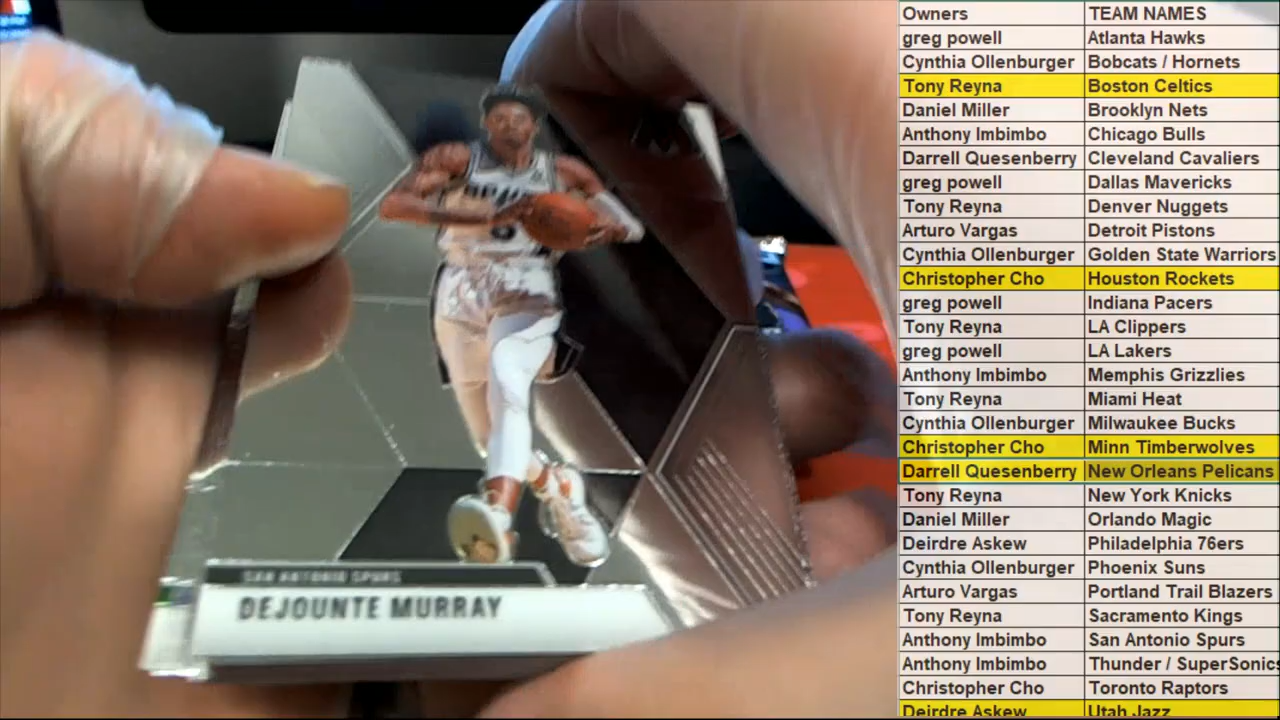 SAN ANTONIO SPURS
DEJOUNTE MURRAY
Owners TEAM NAMES
greg powell Atlanta Hawks
Cynthia Ollenburger Bobcats / Hornets
Tony Reyna Boston Celtics
Daniel Miller Brooklyn Nets
Anthony Imbimbo Chicago Bulls
Darrell Quesenberry Cleveland Cavaliers
greg powell Dallas Mavericks
Tony Reyna Denver Nuggets
Arturo Vargas Detroit Pistons
Cynthia Ollenburger Golden State Warriors
Christopher Cho Houston Rockets
greg powell Indiana Pacers
Tony Reyna LA Clippers
greg powell LA Lakers
Anthony Imbimbo Memphis Grizzlies
Tony Reyna Miami Heat
Cynthia Ollenburger Milwaukee Bucks
Christopher Cho Minn Timberwolves
Darrell Quesenberry New Orleans Pelicans
Tony Reyna New York Knicks
Daniel Miller Orlando Magic
Deirdre Askew Philadelphia 76ers
Cynthia Ollenburger Phoenix Suns
Arturo Vargas Portland Trail Blazers
Tony Reyna Sacramento Kings
Anthony Imbimbo San Antonio Spurs
Anthony Imbimbo Thunder / SuperSonics
Christopher Cho Toronto Raptors
Deirdre Askew Utah Jazz